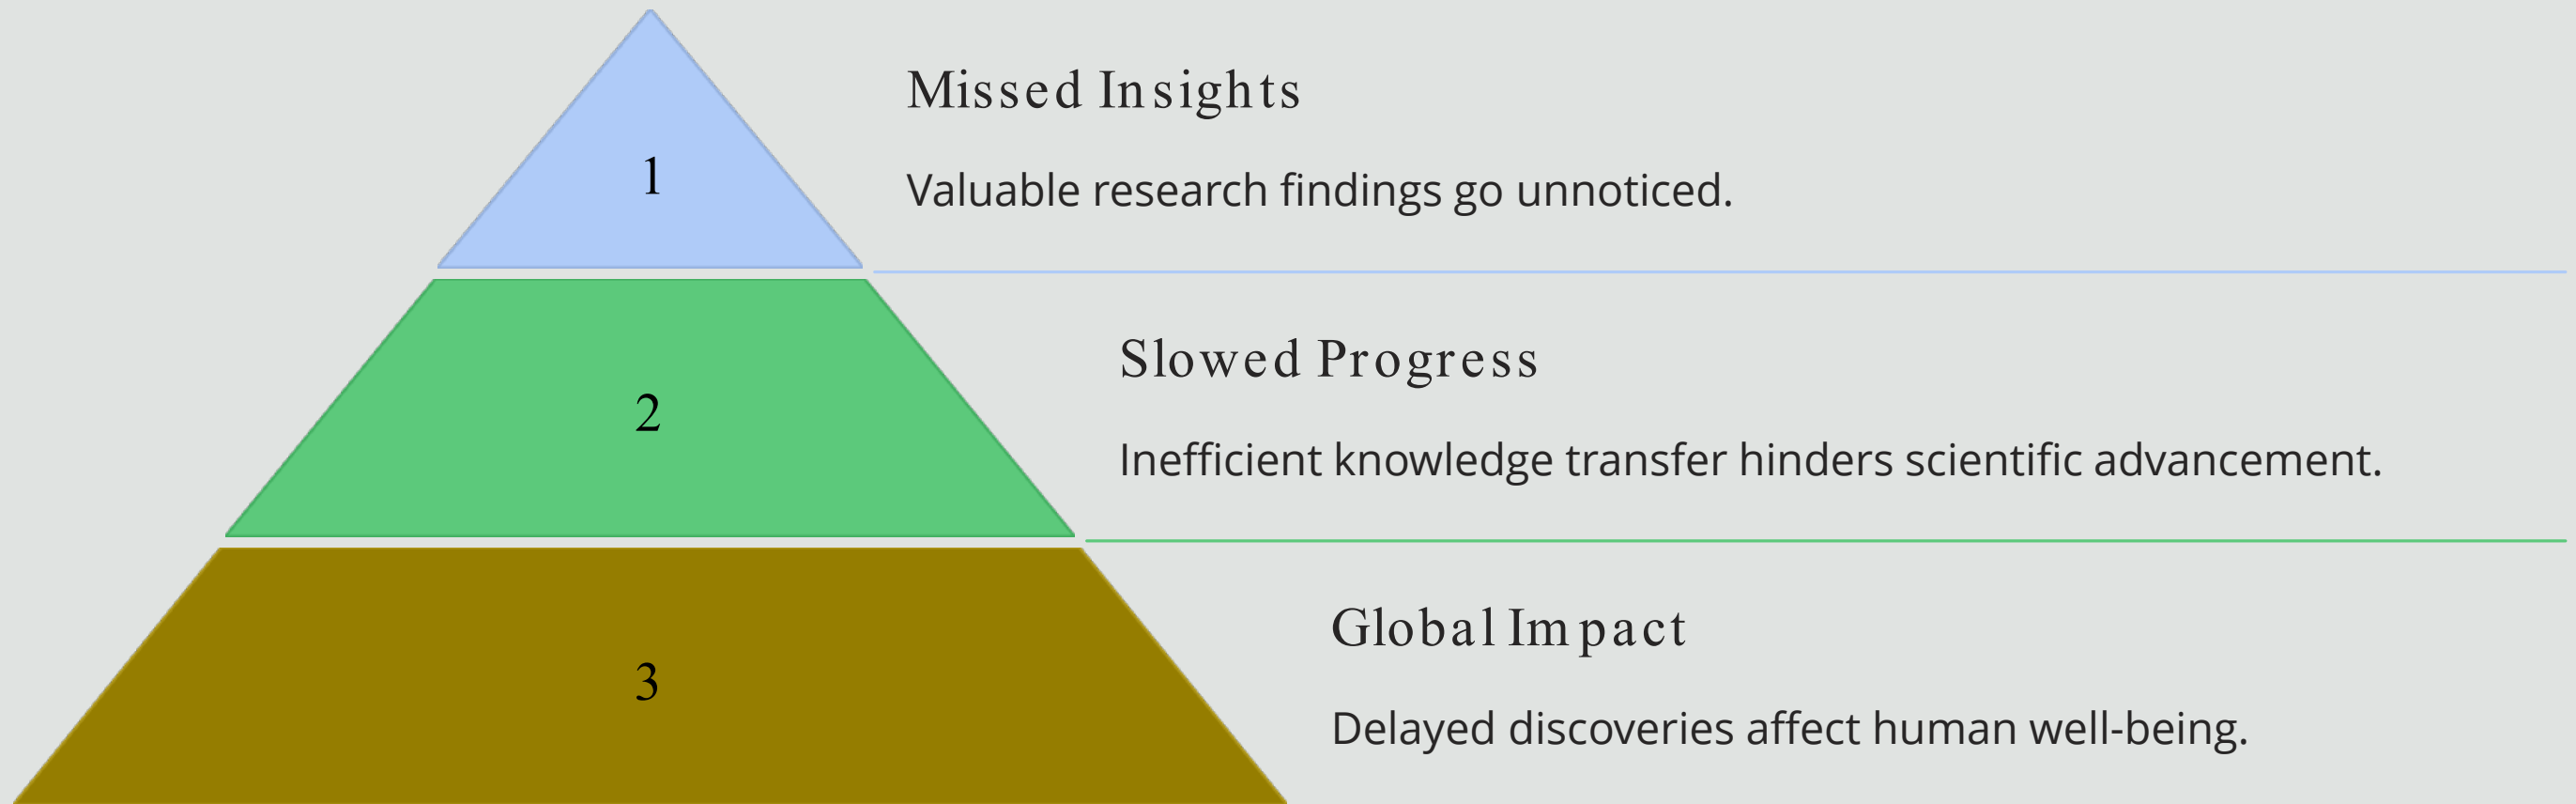 1
Missed Insights
Valuable research findings go unnoticed.
2
Slowed Progress
Inefficient knowledge transfer hinders scientific advancement.
3
Global Impact
Delayed discoveries affect human well-being.